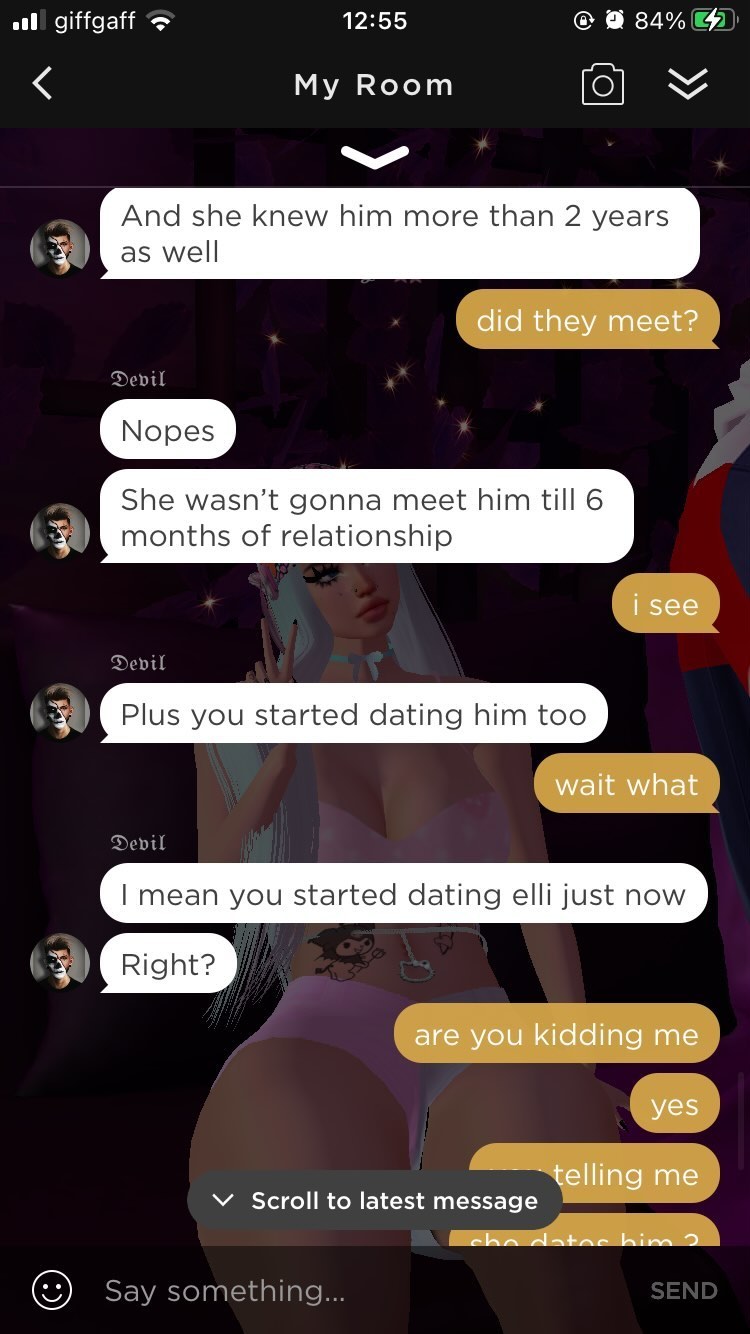 giffgaff
12:55
84%
My Room
And she knew him more than 2 years
as well
did they meet?
𝔇𝔢𝔳𝔦𝔩
Nopes
She wasn’t gonna meet him till 6
months of relationship
i see
𝔇𝔢𝔳𝔦𝔩
Plus you started dating him too
wait what
𝔇𝔢𝔳𝔦𝔩
I mean you started dating elli just now
Right?
are you kidding me
yes
telling me
Scroll to latest message
she dates him ?
Say something...
SEND